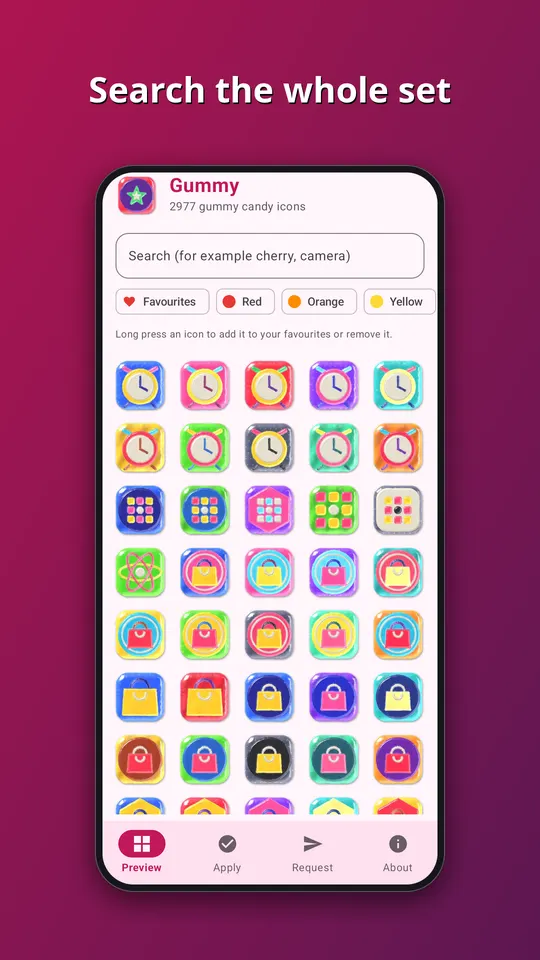 Search the whole set
Gummy
2977 gummy candy icons
Search (for example cherry, camera)
Favourites Red Orange Yellow
Long press an icon to add it to your favourites or remove it.
Preview Apply Request About